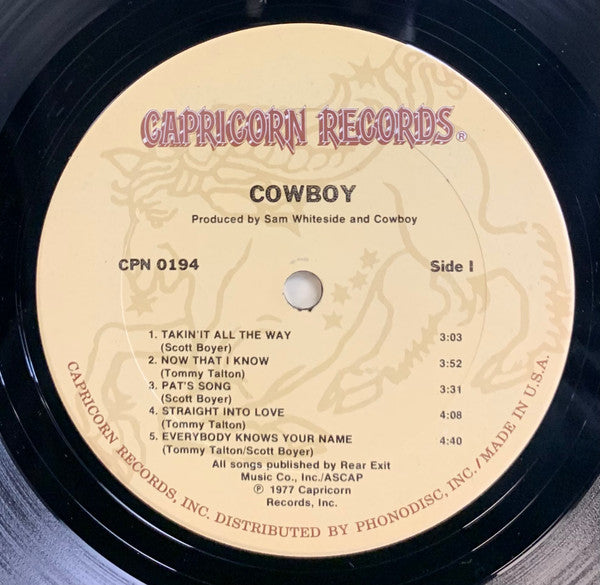 CAPRICORN RECORDS®
COWBOY
Produced by Sam Whiteside and Cowboy
CPN 0194
Side I
1. TAKIN'IT ALL THE WAY 3:03
(Scott Boyer)
2. NOW THAT I KNOW 3:52
(Tommy Talton)
3. PAT'S SONG 3:31
(Scott Boyer)
4. STRAIGHT INTO LOVE 4:08
(Tommy Talton)
5. EVERYBODY KNOWS YOUR NAME 4:40
(Tommy Talton/Scott Boyer)
All songs published by Rear Exit
Music Co., Inc./ASCAP
℗ 1977 Capricorn
Records, Inc.
CAPRICORN RECORDS, INC. DISTRIBUTED BY PHONODISC, INC./MADE IN U.S.A.